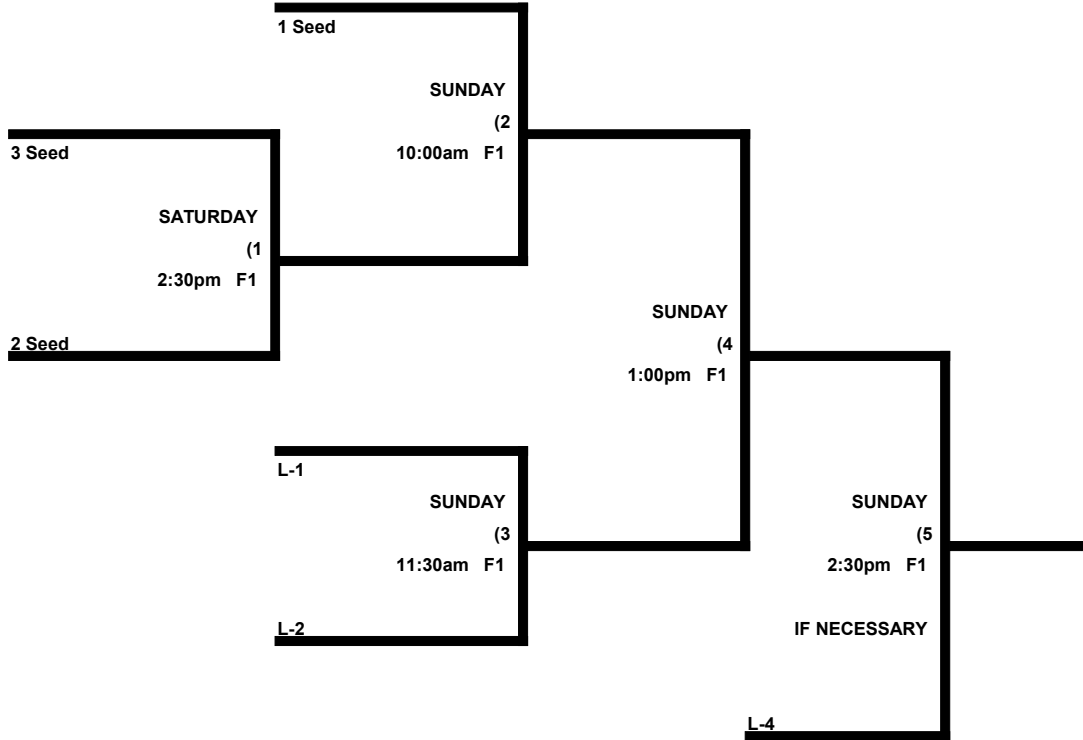 1 Seed
SUNDAY
(2
10:00am F1
3 Seed
SATURDAY
(1
2:30pm F1
2 Seed
SUNDAY
(4
1:00pm F1
L-1
SUNDAY
(3
11:30am F1
L-2
SUNDAY
(5
2:30pm F1
IF NECESSARY
L-4